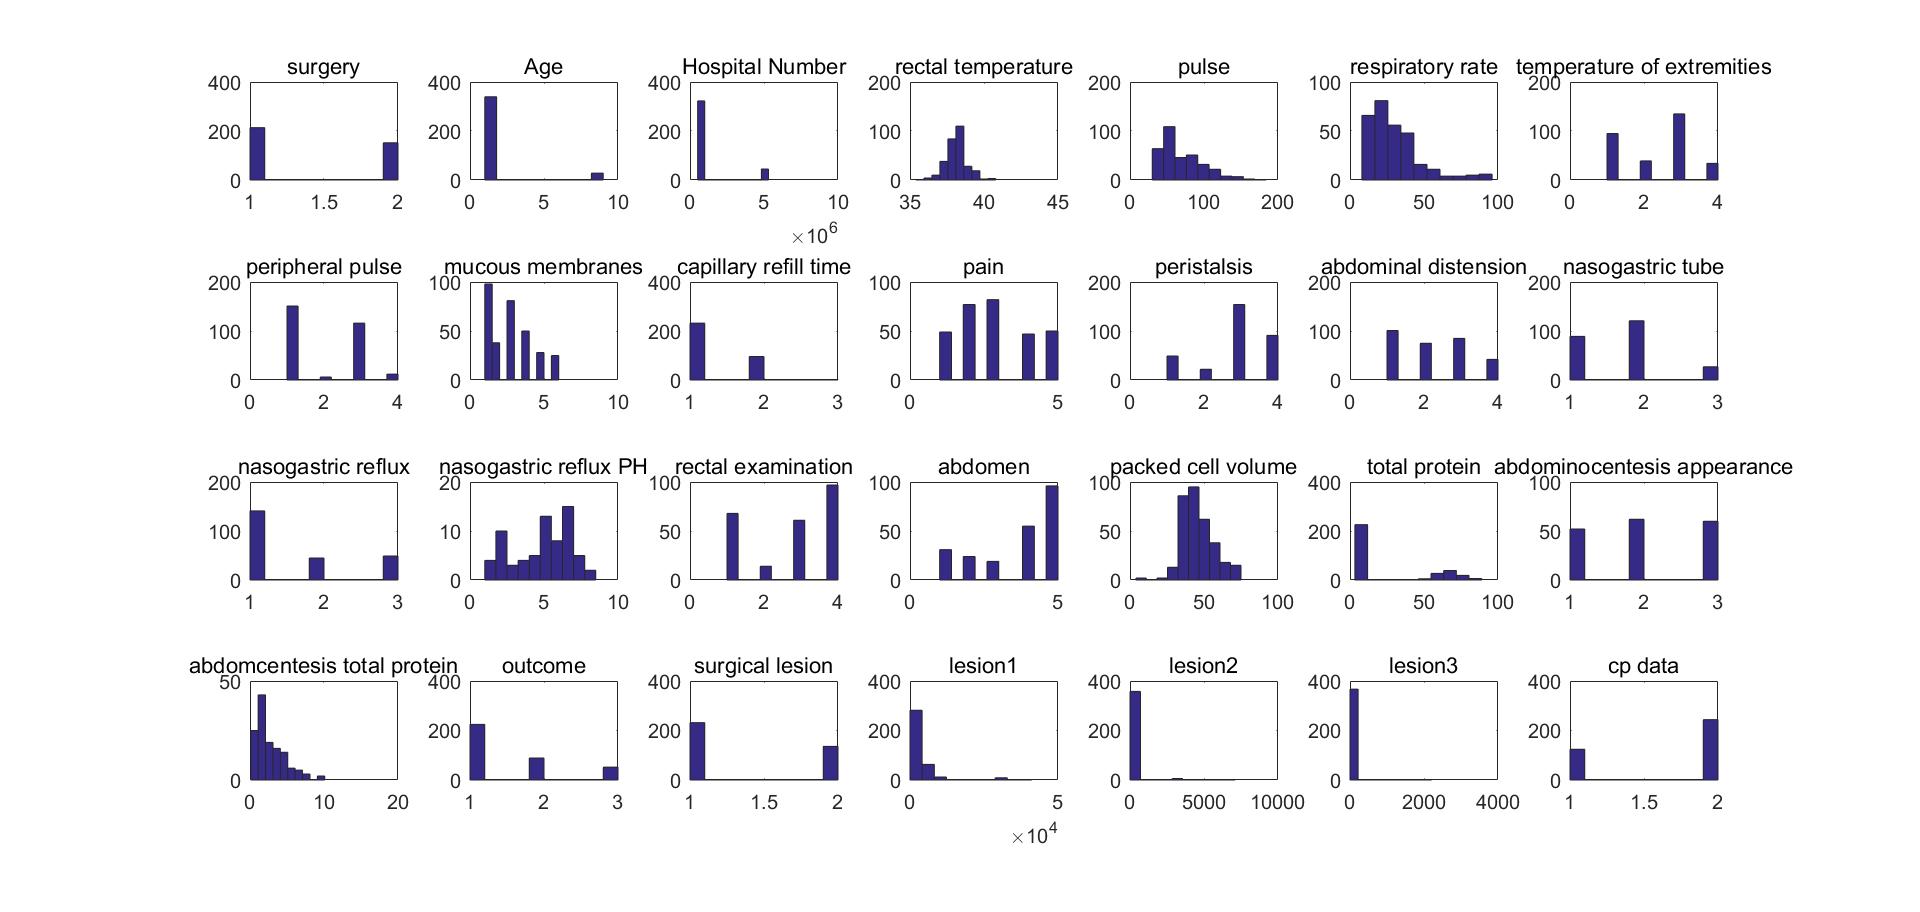 surgery Age Hospital Number rectal temperature pulse respiratory rate temperature of extremities
400 400 400 200 200 100 200
200 200 200 100 100 50 100
0 0 0 0 0 0 0
1 1.5 2 0 5 10 0 5 10 35 40 45 0 100 200 0 50 100 0 2 4
×10^6
peripheral pulse mucous membranes capillary refill time pain peristalsis abdominal distension nasogastric tube
200 100 400 100 200 200 200
100 50 200 50 100 100 100
0 0 0 0 0 0 0
0 2 4 0 5 10 1 2 3 0 5 0 2 4 0 2 4 1 2 3
nasogastric reflux nasogastric reflux PH rectal examination abdomen packed cell volume total protein abdominocentesis appearance
200 20 100 100 100 400 100
100 10 50 50 50 200 50
0 0 0 0 0 0 0
1 2 3 0 5 10 0 2 4 0 5 0 50 100 0 50 100 1 2 3
abdomcentesis total protein outcome surgical lesion lesion1 lesion2 lesion3 cp data
50 400 400 400 400 400 400
200 200 200 200 200 200
0 0 0 0 0 0 0
0 10 20 1 2 3 1 1.5 2 0 5 0 5000 10000 0 2000 4000 1 1.5 2
×10^4